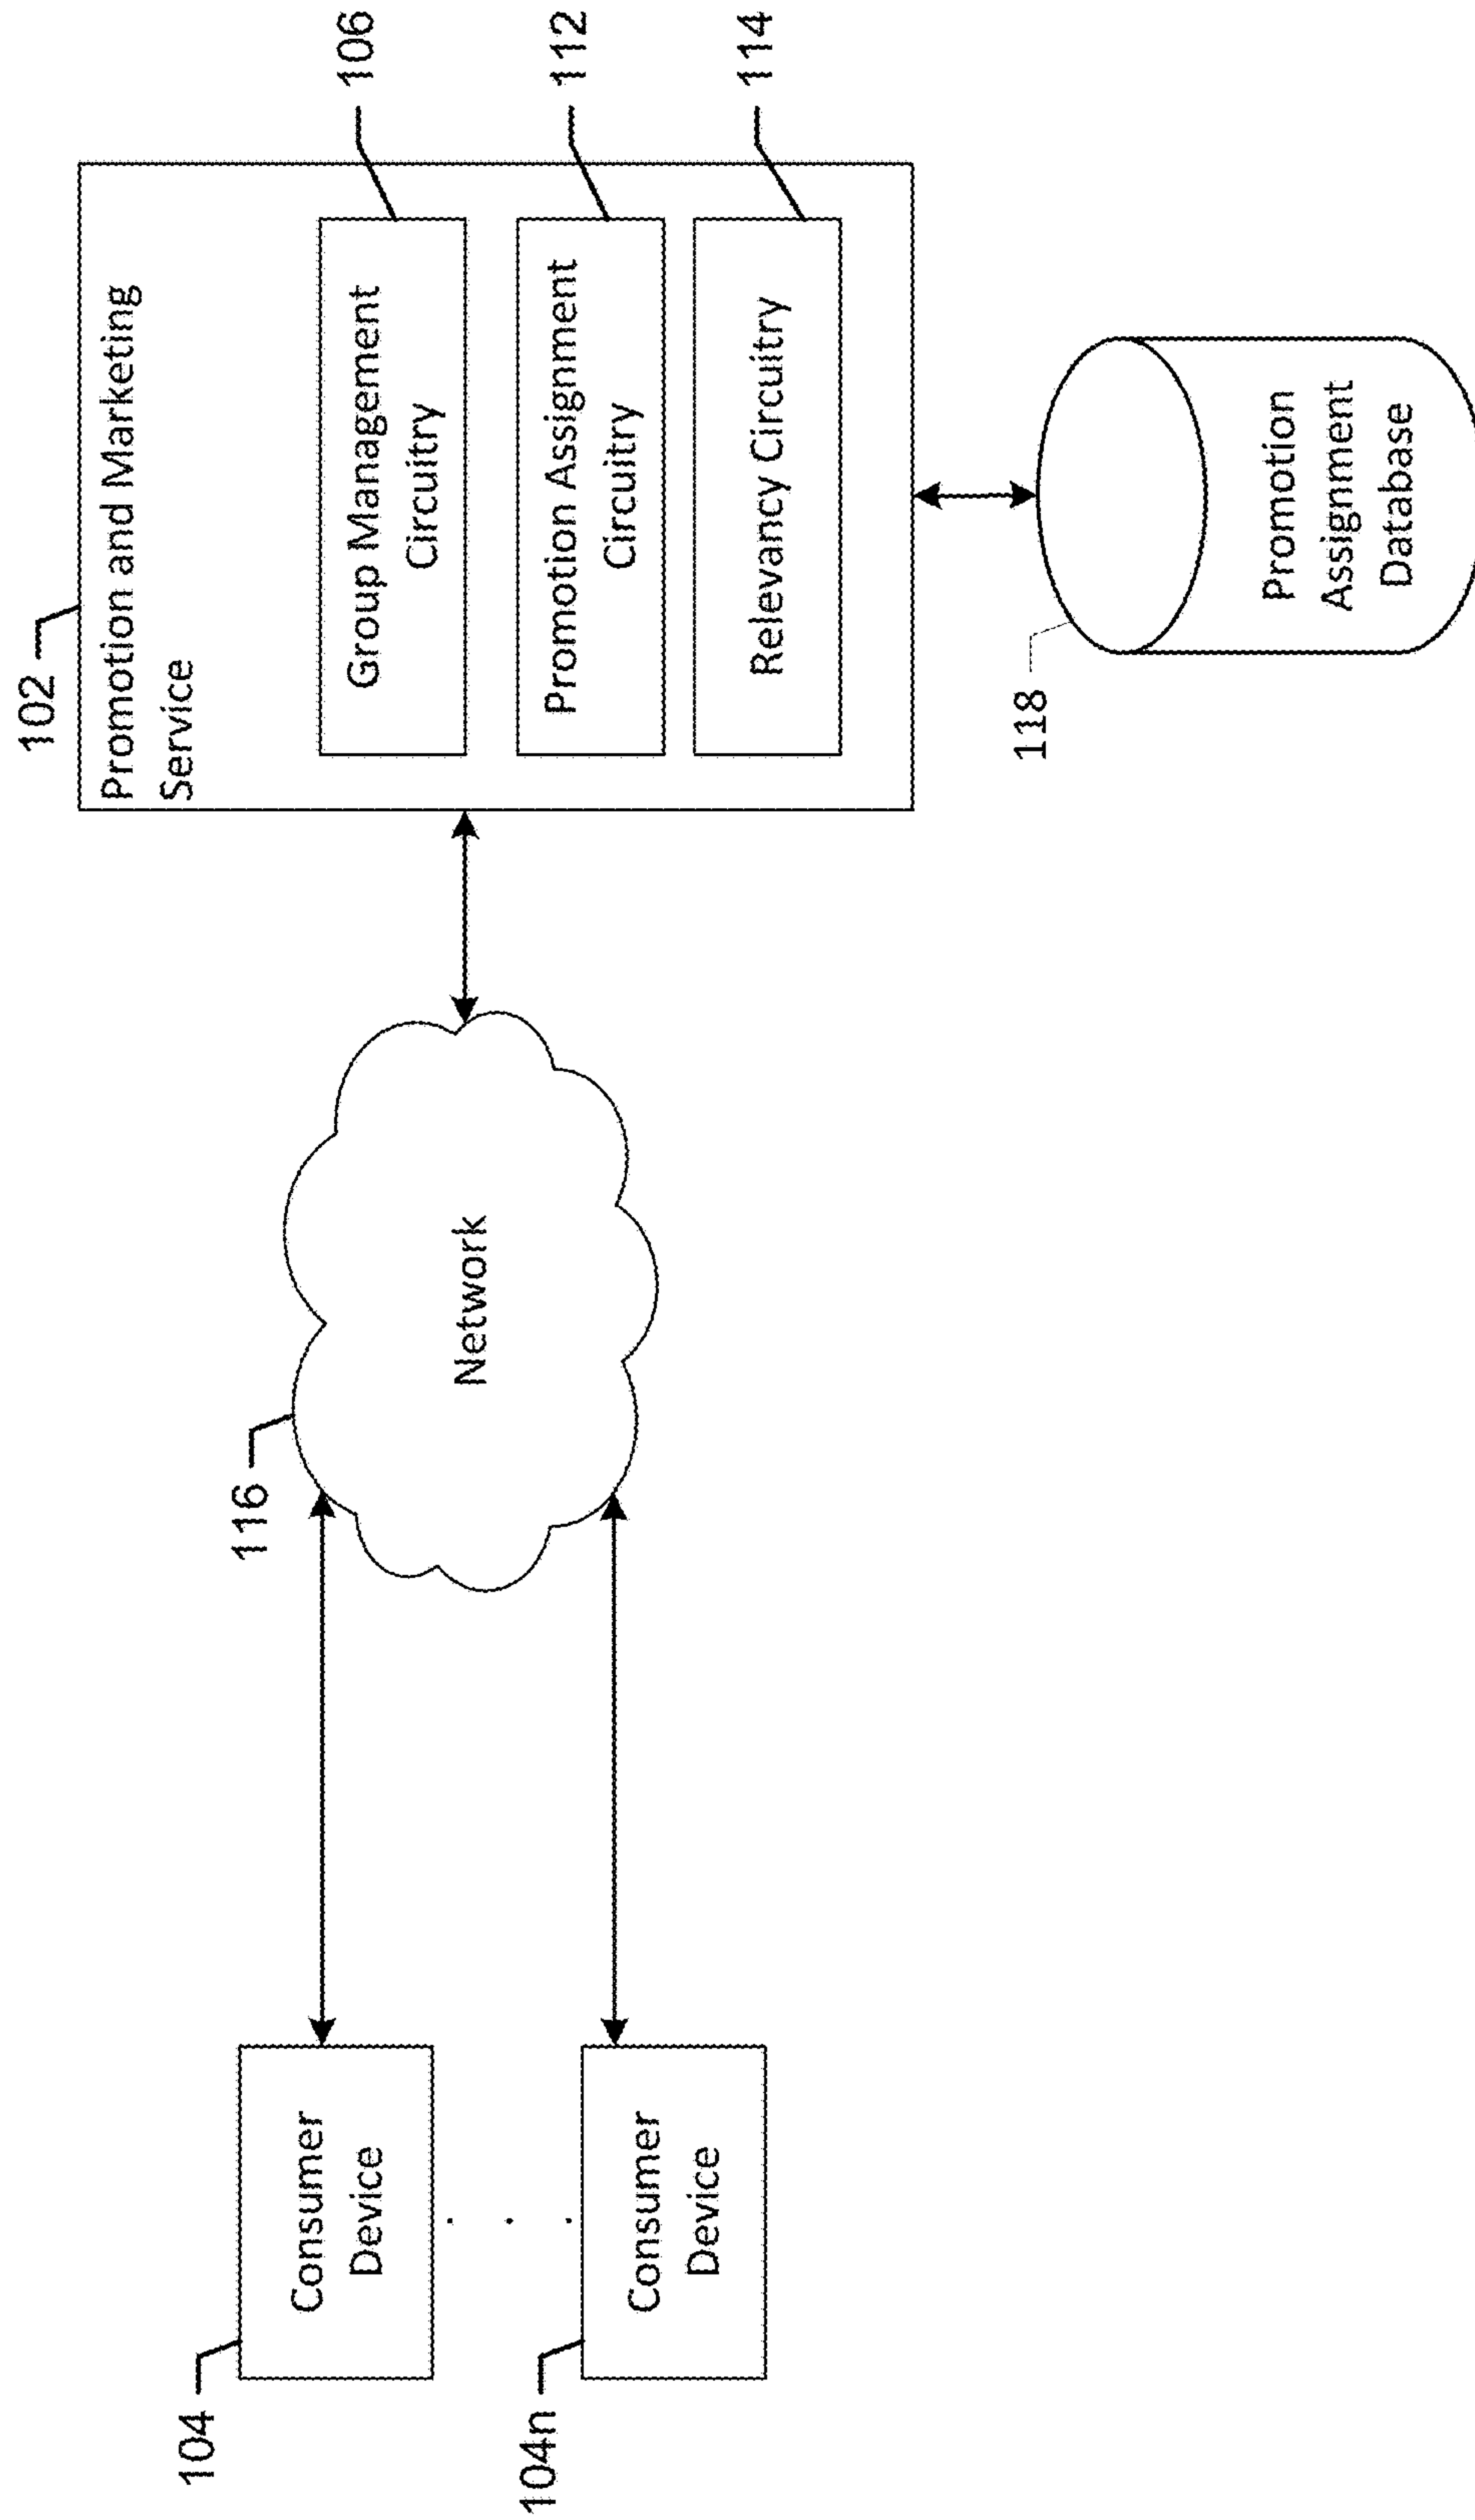 102
Promotion and Marketing
Service
106
Group Management
Circuitry
112
Promotion Assignment
Circuitry
114
Relevancy Circuitry
116
Network
104
Consumer
Device
. . .
104n
Consumer
Device
118
Promotion
Assignment
Database